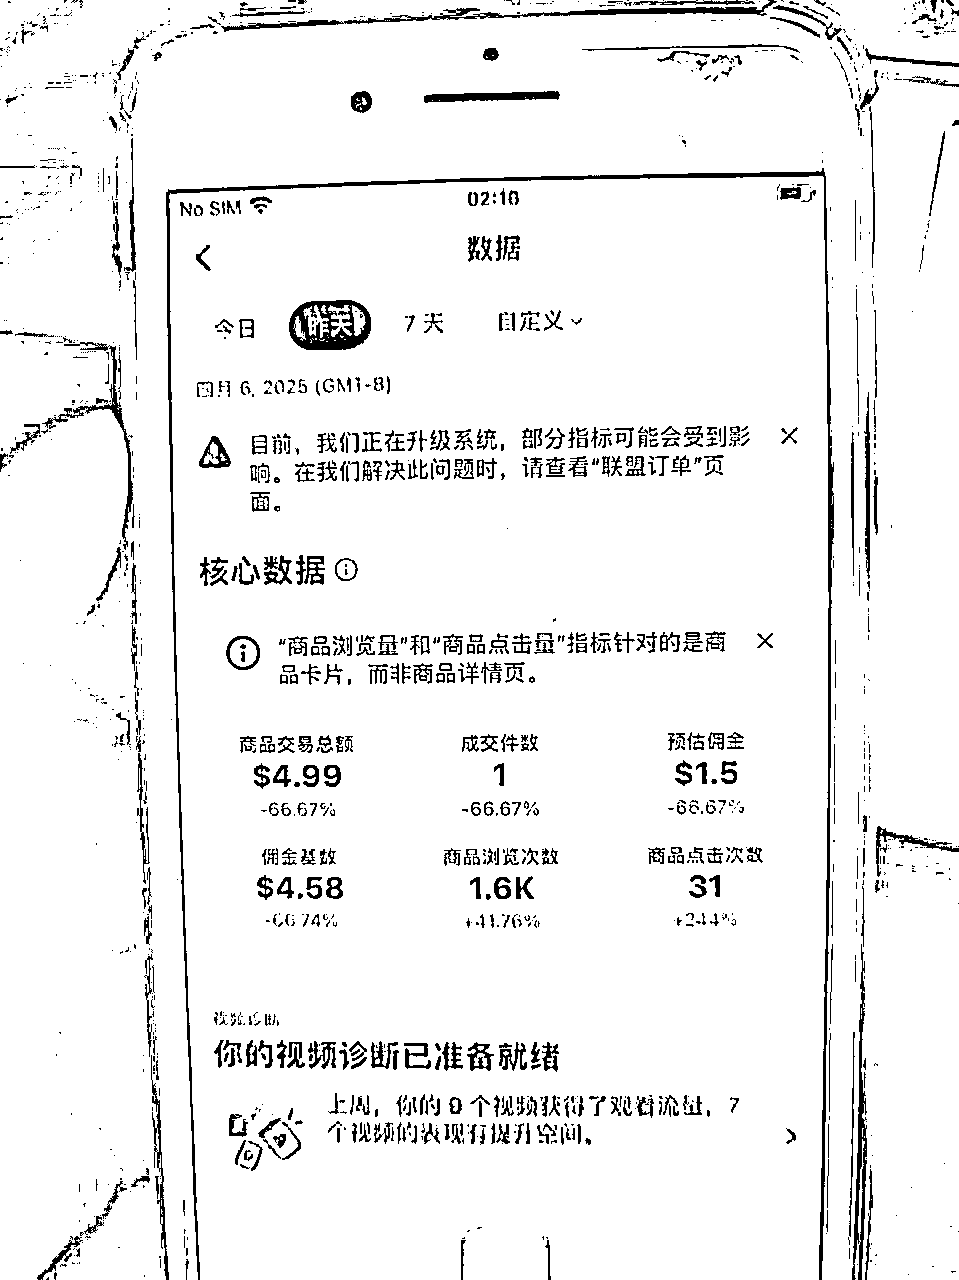 No SIM 02:10
数据
今日 昨天 7 天 自定义
四月 6, 2025 (GMT-8)
目前，我们正在升级系统，部分指标可能会受到影
响。在我们解决此问题时，请查看“联盟订单”页
面。
核心数据
“商品浏览量”和“商品点击量”指标针对的是商
品卡片，而非商品详情页。
商品交易总额 成交件数 预估佣金
$4.99 1 $1.5
-66.67% -66.67% -66.67%
佣金基数 商品浏览次数 商品点击次数
$4.58 1.6K 31
-66.74% +41.76%
视频诊断
你的视频诊断已准备就绪
上周，你的 0 个视频获得了观看流量，7
个视频的表现有提升空间。